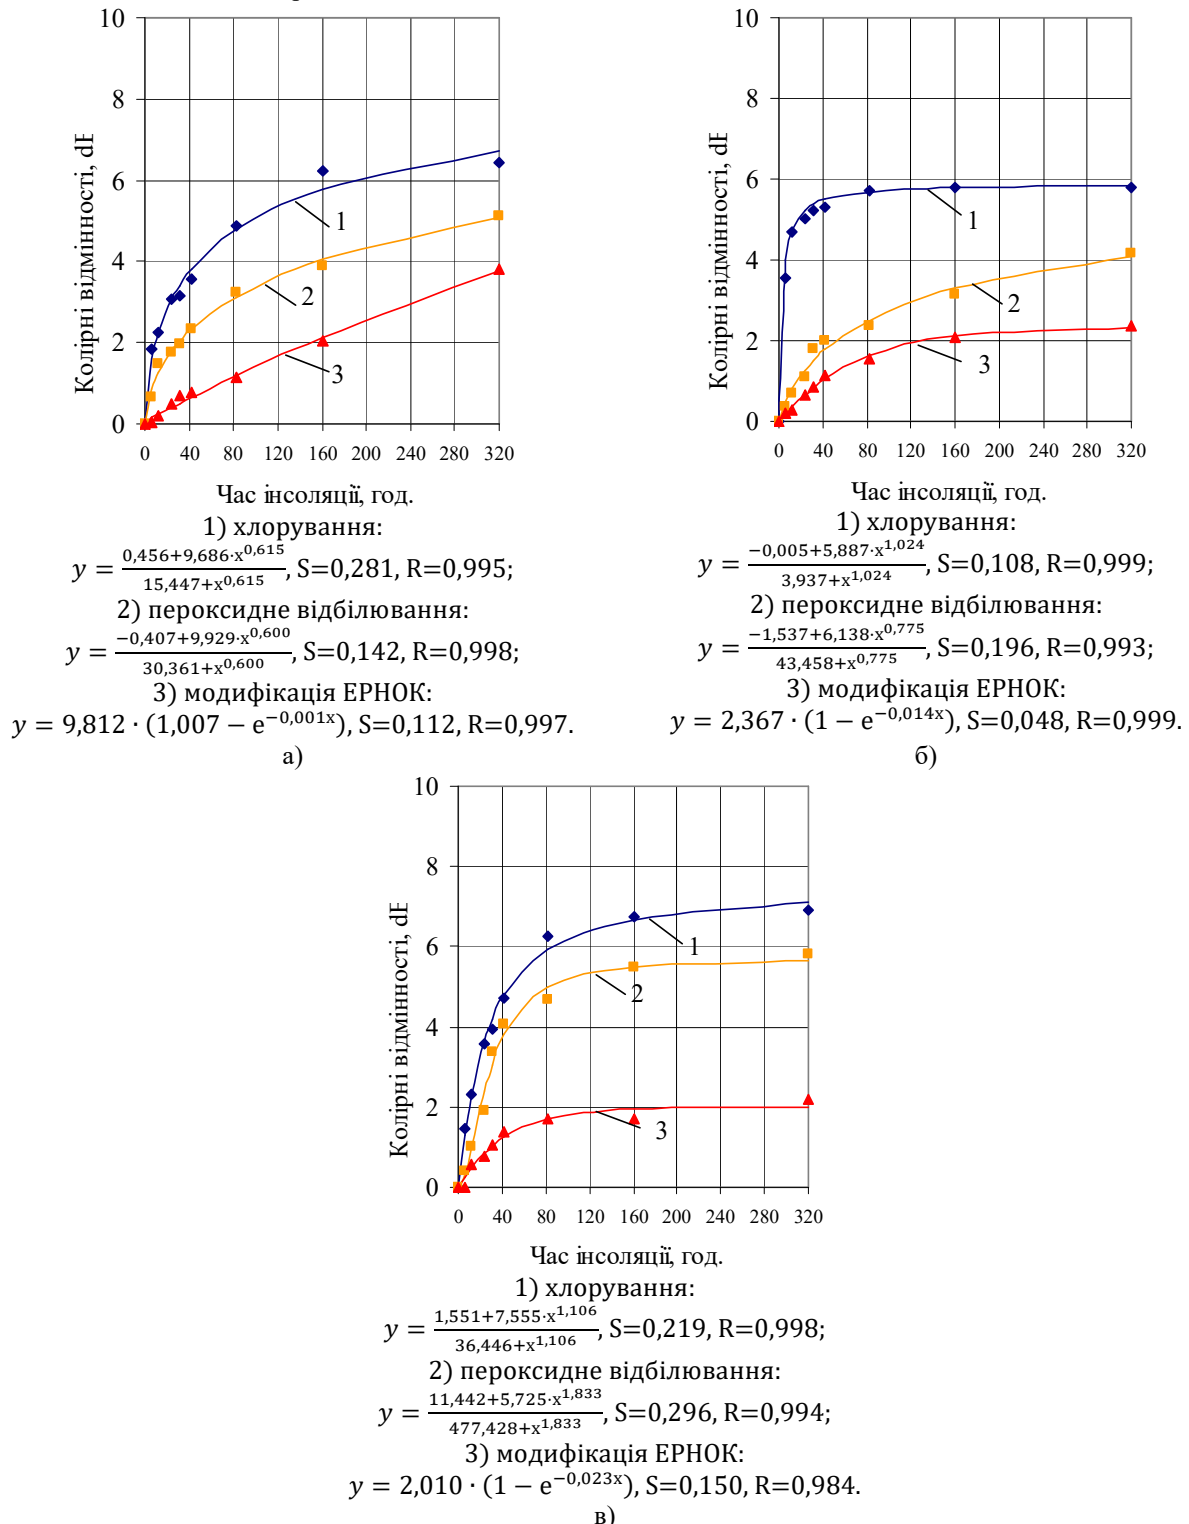 10
8
6
4
2
0
Колірні відмінності, dE
1
2
3
0 40 80 120 160 200 240 280 320
Час інсоляції, год.
1) хлорування:
y = (0,456+9,686·x^0,615)/(15,447+x^0,615), S=0,281, R=0,995;
2) пероксидне відбілювання:
y = (−0,407+9,929·x^0,600)/(30,361+x^0,600), S=0,142, R=0,998;
3) модифікація ЕРНОК:
y = 9,812 · (1,007 − e^−0,001x), S=0,112, R=0,997.
а)
10
8
6
4
2
0
Колірні відмінності, dE
1
2
3
0 40 80 120 160 200 240 280 320
Час інсоляції, год.
1) хлорування:
y = (−0,005+5,887·x^1,024)/(3,937+x^1,024), S=0,108, R=0,999;
2) пероксидне відбілювання:
y = (−1,537+6,138·x^0,775)/(43,458+x^0,775), S=0,196, R=0,993;
3) модифікація ЕРНОК:
y = 2,367 · (1 − e^−0,014x), S=0,048, R=0,999.
б)
10
8
6
4
2
0
Колірні відмінності, dE
1
2
3
0 40 80 120 160 200 240 280 320
Час інсоляції, год.
1) хлорування:
y = (1,551+7,555·x^1,106)/(36,446+x^1,106), S=0,219, R=0,998;
2) пероксидне відбілювання:
y = (11,442+5,725·x^1,833)/(477,428+x^1,833), S=0,296, R=0,994;
3) модифікація ЕРНОК:
y = 2,010 · (1 − e^−0,023x), S=0,150, R=0,984.
в)